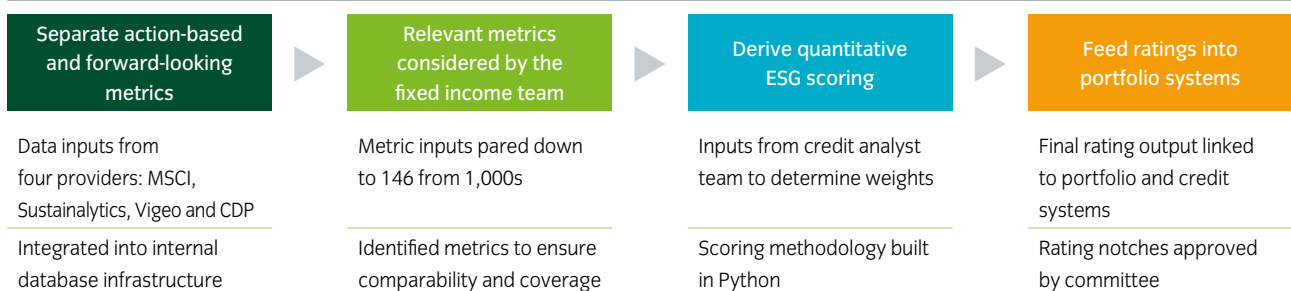 Separate action-based
and forward-looking
metrics
Data inputs from
four providers: MSCI,
Sustainalytics, Vigeo and CDP
Integrated into internal
database infrastructure
Relevant metrics
considered by the
fixed income team
Metric inputs pared down
to 146 from 1,000s
Identified metrics to ensure
comparability and coverage
Derive quantitative
ESG scoring
Inputs from credit analyst
team to determine weights
Scoring methodology built
in Python
Feed ratings into
portfolio systems
Final rating output linked
to portfolio and credit
systems
Rating notches approved
by committee